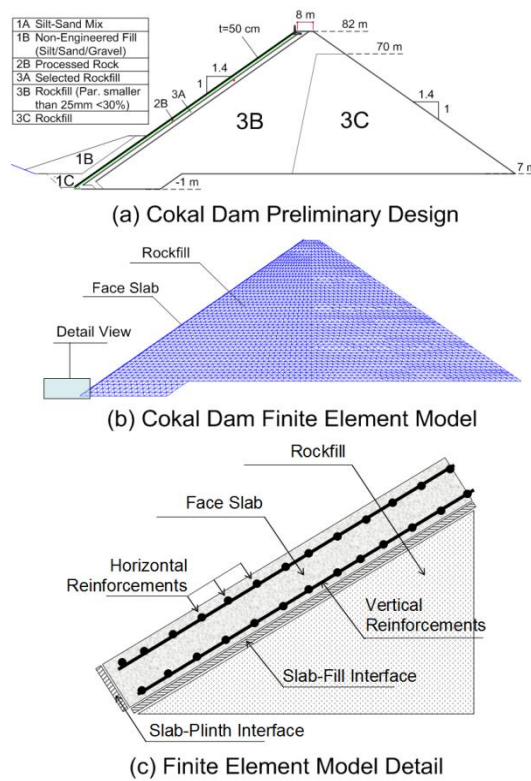 1A Silt-Sand Mix
1B Non-Engineered Fill
(Silt/Sand/Gravel)
2B Processed Rock
3A Selected Rockfill
3B Rockfill (Par. smaller
than 25mm <30%)
3C Rockfill
t=50 cm
8 m
82 m
70 m
1.4
1
1.4
1
2B
3A
3B
3C
1B
1C
-1 m
7 m
(a) Cokal Dam Preliminary Design
Rockfill
Face Slab
Detail View
(b) Cokal Dam Finite Element Model
Rockfill
Face Slab
Horizontal
Reinforcements
Vertical
Reinforcements
Slab-Fill Interface
Slab-Plinth Interface
(c) Finite Element Model Detail